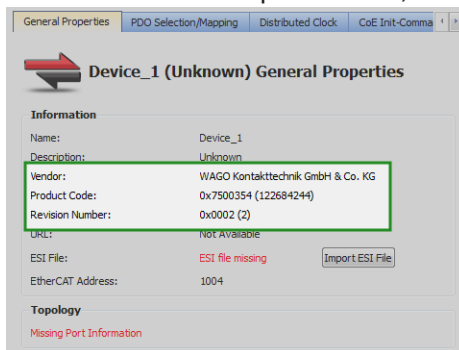 General Properties PDO Selection/Mapping Distributed Clock CoE Init-Comma
Device_1 (Unknown) General Properties
Information
Name: Device_1
Description: Unknown
Vendor: WAGO Kontakttechnik GmbH & Co. KG
Product Code: 0x7500354 (122684244)
Revision Number: 0x0002 (2)
URL: Not Available
ESI File: ESI file missing Import ESI File
EtherCAT Address: 1004
Topology
Missing Port Information